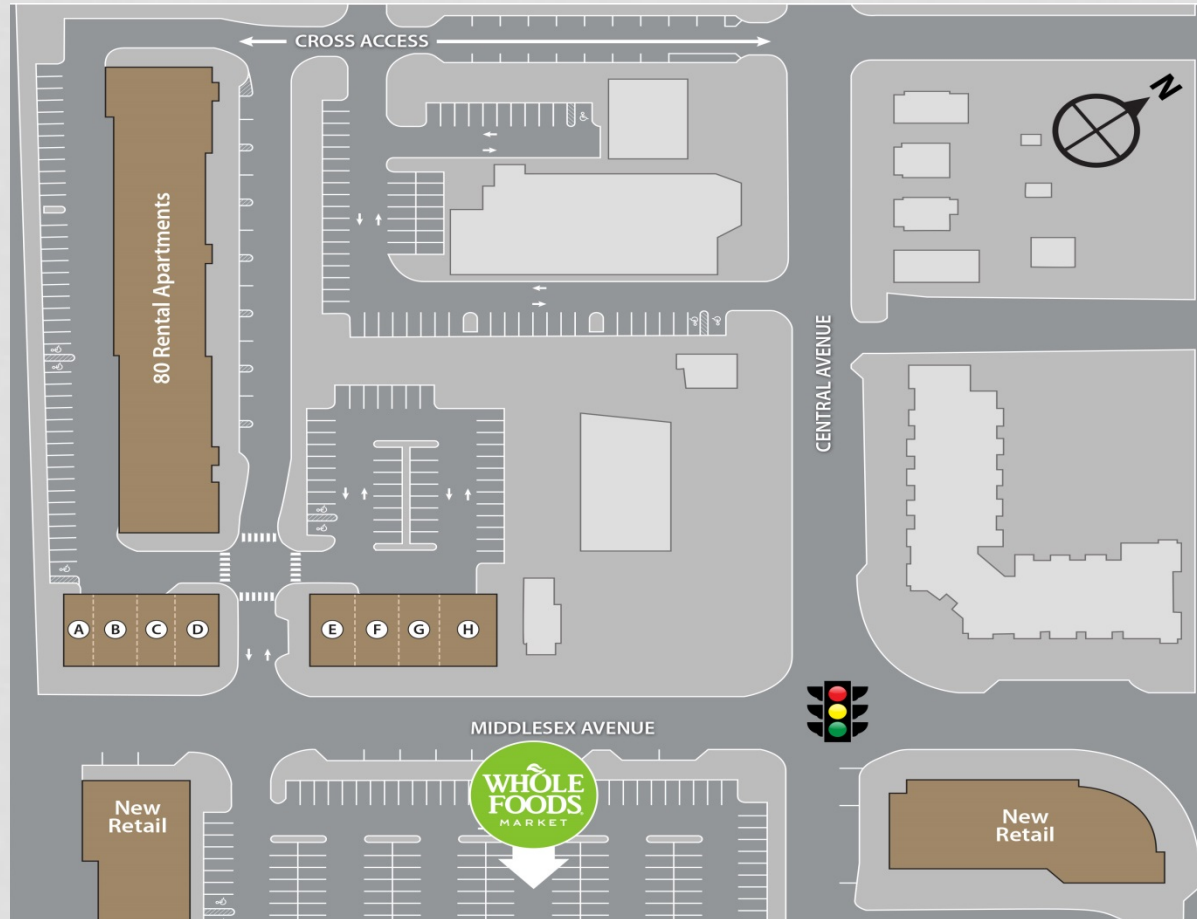 CROSS ACCESS
N
80 Rental Apartments
CENTRAL AVENUE
A B C D
E F G H
MIDDLESEX AVENUE
WHOLE
FOODS
MARKET
New
Retail
New
Retail